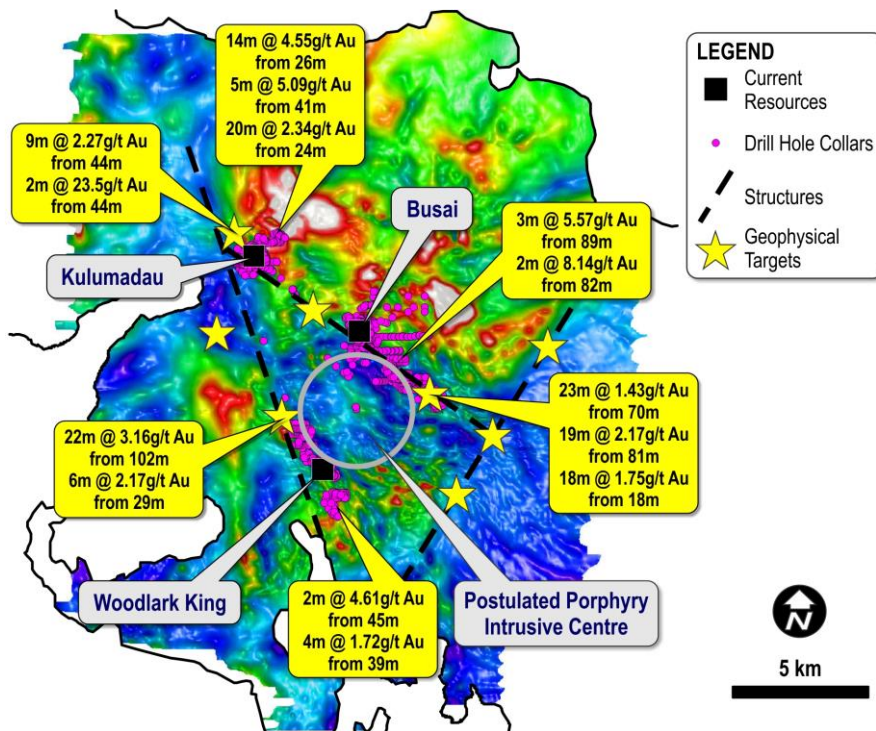 14m @ 4.55g/t Au
from 26m
5m @ 5.09g/t Au
from 41m
20m @ 2.34g/t Au
from 24m
9m @ 2.27g/t Au
from 44m
2m @ 23.5g/t Au
from 44m
Kulumadau
Busai
3m @ 5.57g/t Au
from 89m
2m @ 8.14g/t Au
from 82m
LEGEND
Current
Resources
Drill Hole Collars
Structures
Geophysical
Targets
22m @ 3.16g/t Au
from 102m
6m @ 2.17g/t Au
from 29m
23m @ 1.43g/t Au
from 70m
19m @ 2.17g/t Au
from 81m
18m @ 1.75g/t Au
from 18m
Woodlark King
2m @ 4.61g/t Au
from 45m
4m @ 1.72g/t Au
from 39m
Postulated Porphyry
Intrusive Centre
N
5 km